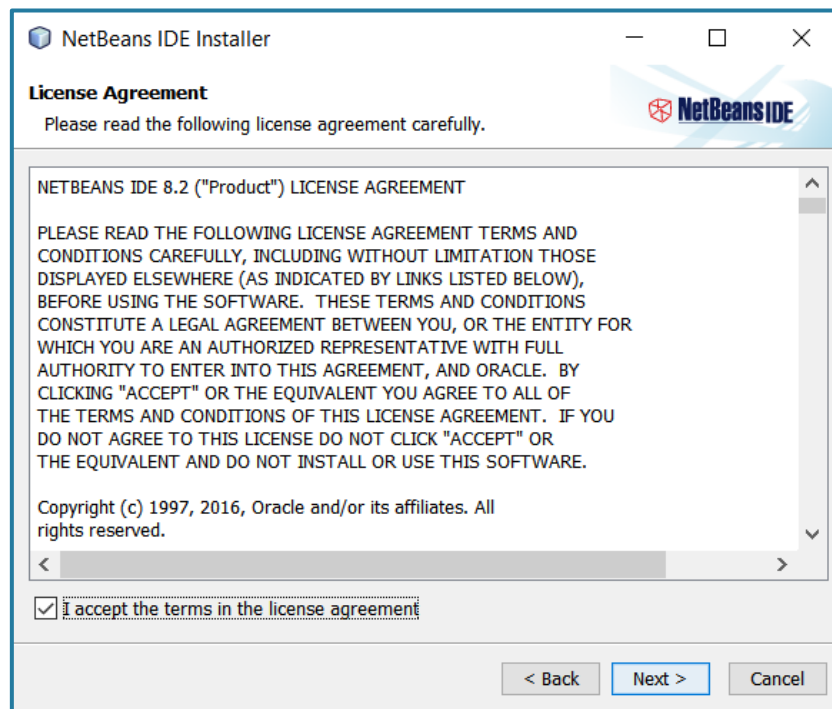 NetBeans IDE Installer
License Agreement
Please read the following license agreement carefully.
NetBeans IDE
NETBEANS IDE 8.2 ("Product") LICENSE AGREEMENT
PLEASE READ THE FOLLOWING LICENSE AGREEMENT TERMS AND
CONDITIONS CAREFULLY, INCLUDING WITHOUT LIMITATION THOSE
DISPLAYED ELSEWHERE (AS INDICATED BY LINKS LISTED BELOW),
BEFORE USING THE SOFTWARE.  THESE TERMS AND CONDITIONS
CONSTITUTE A LEGAL AGREEMENT BETWEEN YOU, OR THE ENTITY FOR
WHICH YOU ARE AN AUTHORIZED REPRESENTATIVE WITH FULL
AUTHORITY TO ENTER INTO THIS AGREEMENT, AND ORACLE.  BY
CLICKING "ACCEPT" OR THE EQUIVALENT YOU AGREE TO ALL OF
THE TERMS AND CONDITIONS OF THIS LICENSE AGREEMENT.  IF YOU
DO NOT AGREE TO THIS LICENSE DO NOT CLICK "ACCEPT" OR
THE EQUIVALENT AND DO NOT INSTALL OR USE THIS SOFTWARE.
Copyright (c) 1997, 2016, Oracle and/or its affiliates. All
rights reserved.
I accept the terms in the license agreement
< Back
Next >
Cancel